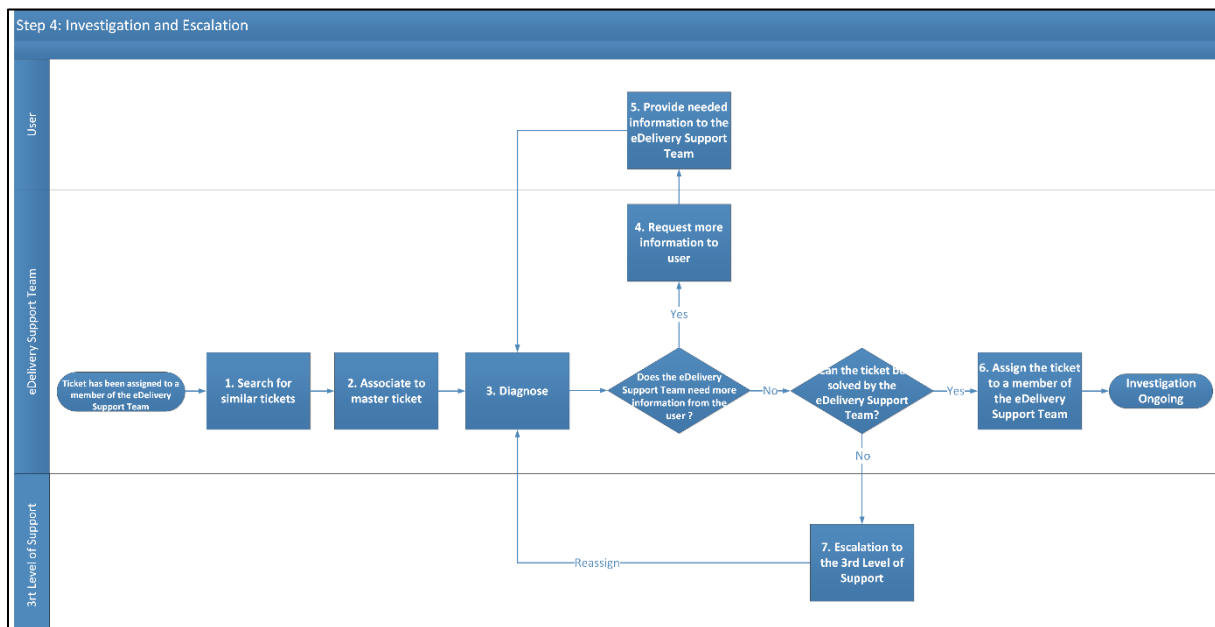 Step 4: Investigation and Escalation
User
5. Provide needed
information to the
eDelivery Support
Team
eDelivery Support Team
4. Request more
information to
user
Yes
Ticket has been assigned to a
member of the eDelivery
Support Team
1. Search for
similar tickets
2. Associate to
master ticket
3. Diagnose
Does the eDelivery
Support Team need more
information from the
user ?
No
an the ticket b
solved by the
eDelivery Support
Team?
Yes
6. Assign the ticket
to a member of
the eDelivery
Support Team
Investigation
Ongoing
No
3rt Level of Support
Reassign
7. Escalation to
the 3rd Level of
Support